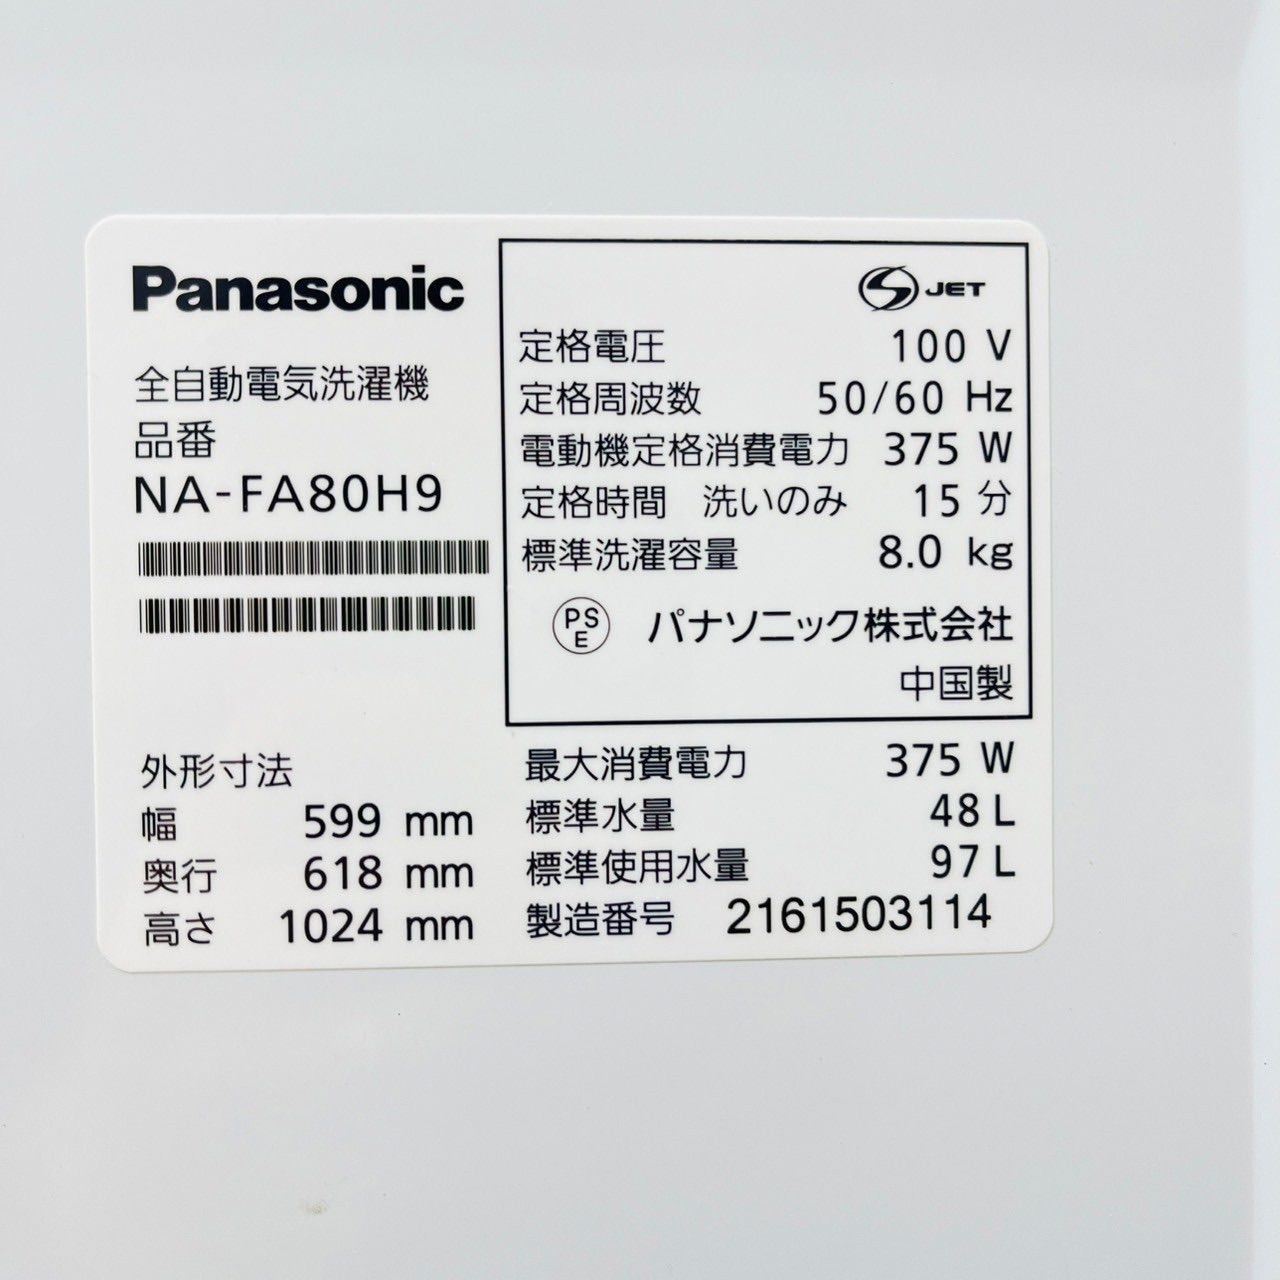 Panasonic
全自動電気洗濯機
品番
NA-FA80H9
JET
定格電圧 100 V
定格周波数 50/60 Hz
電動機定格消費電力 375 W
定格時間 洗いのみ 15 分
標準洗濯容量 8.0 kg
PS
E
パナソニック株式会社
中国製
外形寸法
幅 599 mm
奥行 618 mm
高さ 1024 mm
最大消費電力 375 W
標準水量 48 L
標準使用水量 97 L
製造番号 2161503114